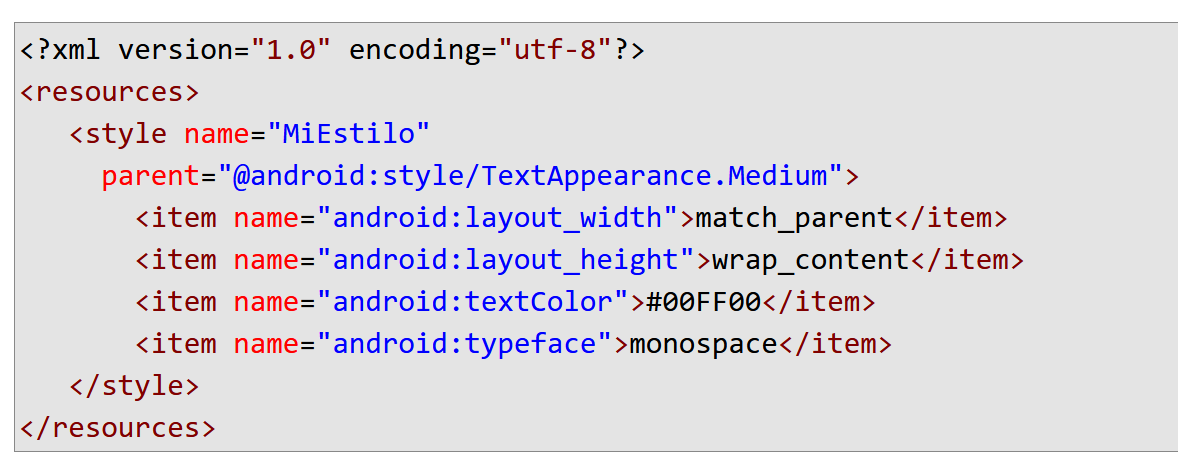 <?xml version="1.0" encoding="utf-8"?>
<resources>
   <style name="MiEstilo"
     parent="@android:style/TextAppearance.Medium">
       <item name="android:layout_width">match_parent</item>
       <item name="android:layout_height">wrap_content</item>
       <item name="android:textColor">#00FF00</item>
       <item name="android:typeface">monospace</item>
   </style>
</resources>